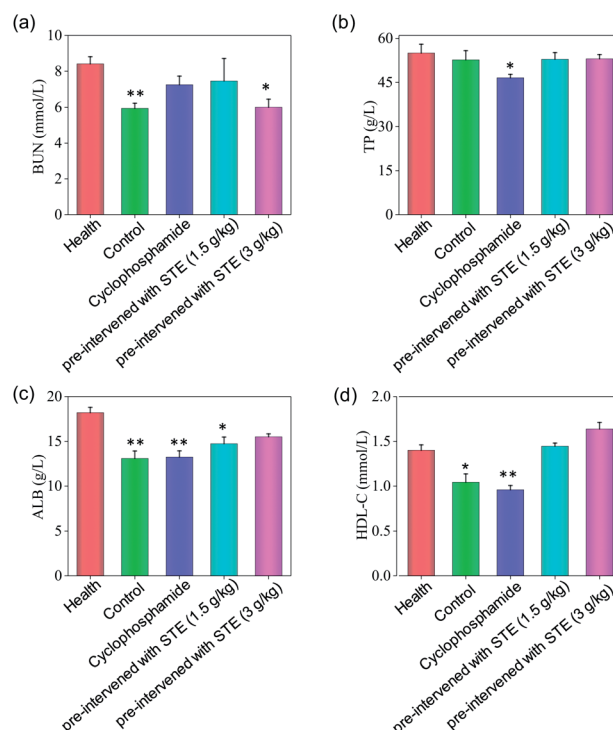 (a)
BUN (mmol/L)
10
8
6
4
2
0
**
*
Health
Control
Cyclophosphamide
pre-intervened with STE (1.5 g/kg)
pre-intervened with STE (3 g/kg)
(b)
TP (g/L)
60
45
30
15
0
*
Health
Control
Cyclophosphamide
pre-intervened with STE (1.5 g/kg)
pre-intervened with STE (3 g/kg)
(c)
ALB (g/L)
20
15
10
5
0
**
**
*
Health
Control
Cyclophosphamide
pre-intervened with STE (1.5 g/kg)
pre-intervened with STE (3 g/kg)
(d)
HDL-C (mmol/L)
2.0
1.5
1.0
0.5
0.0
*
**
Health
Control
Cyclophosphamide
pre-intervened with STE (1.5 g/kg)
pre-intervened with STE (3 g/kg)